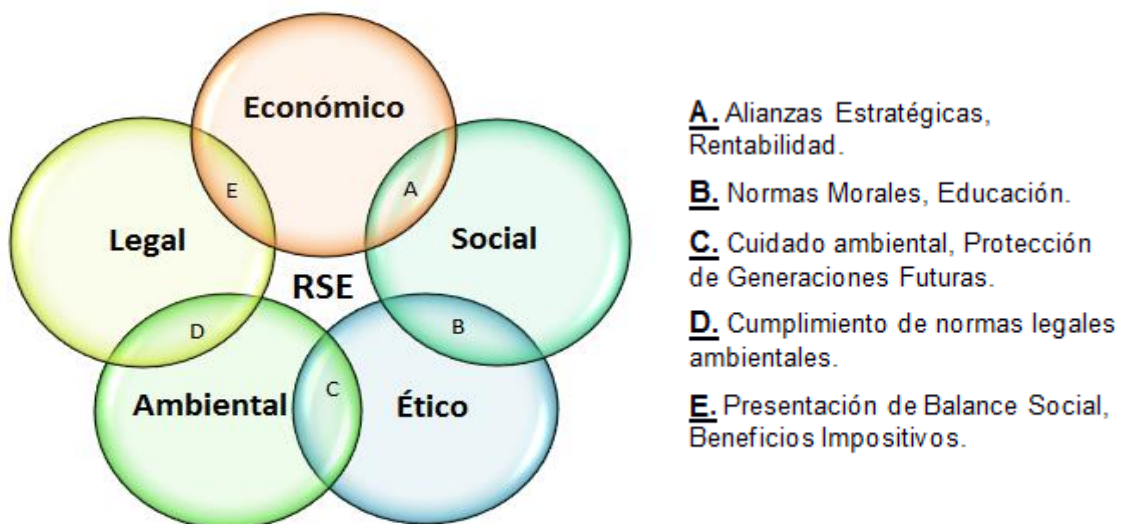 Económico
E
A
Legal
Social
RSE
D
B
Ambiental
C
Ético
A. Alianzas Estratégicas,
Rentabilidad.
B. Normas Morales, Educación.
C. Cuidado ambiental, Protección
de Generaciones Futuras.
D. Cumplimiento de normas legales
ambientales.
E. Presentación de Balance Social,
Beneficios Impositivos.